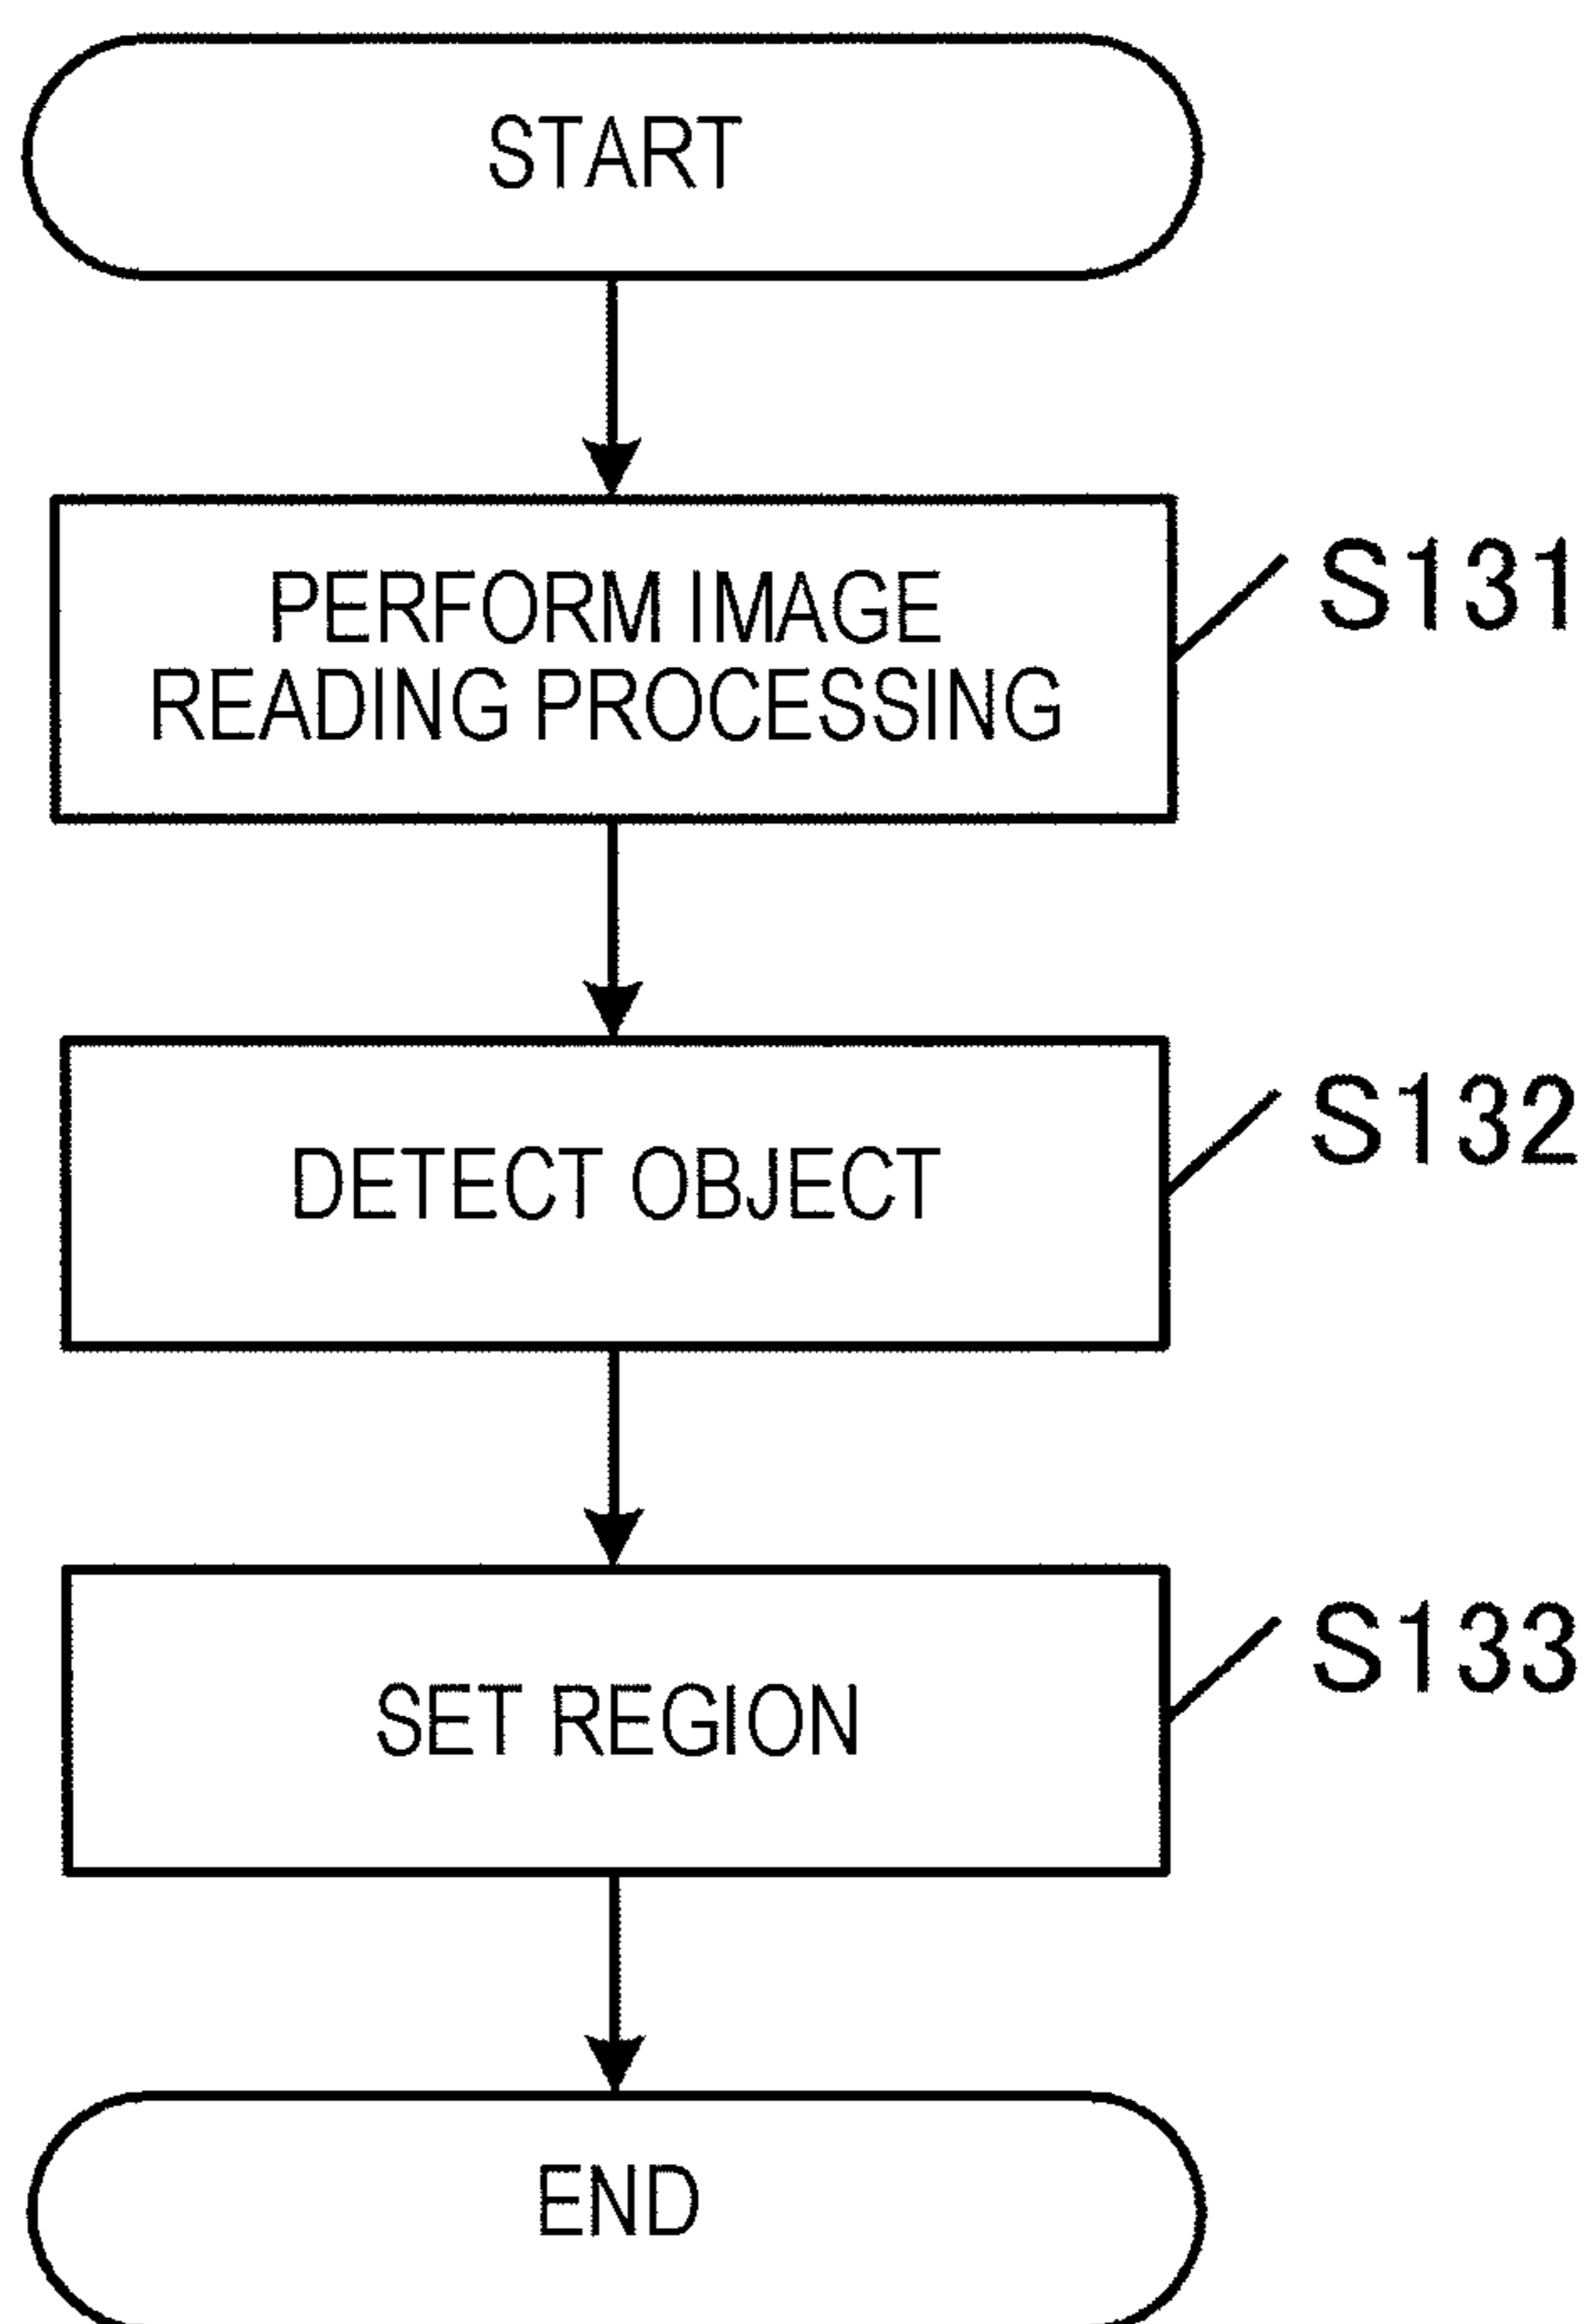 START
PERFORM IMAGE
READING PROCESSING
S131
DETECT OBJECT
S132
SET REGION
S133
END